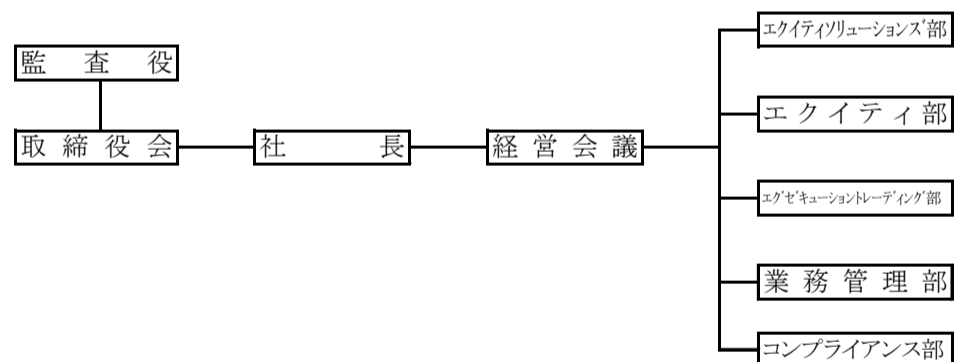 監査役
取締役会
社長
経営会議
エクイティソリューションズ部
エクイティ部
エグゼキューショントレーディング部
業務管理部
コンプライアンス部